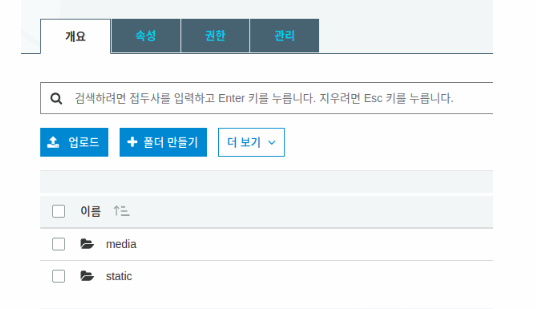 개요 속성 권한 관리
검색하려면 접두사를 입력하고 Enter 키를 누릅니다. 지우려면 Esc 키를 누릅니다.
업로드 폴더 만들기 더 보기
이름
media
static